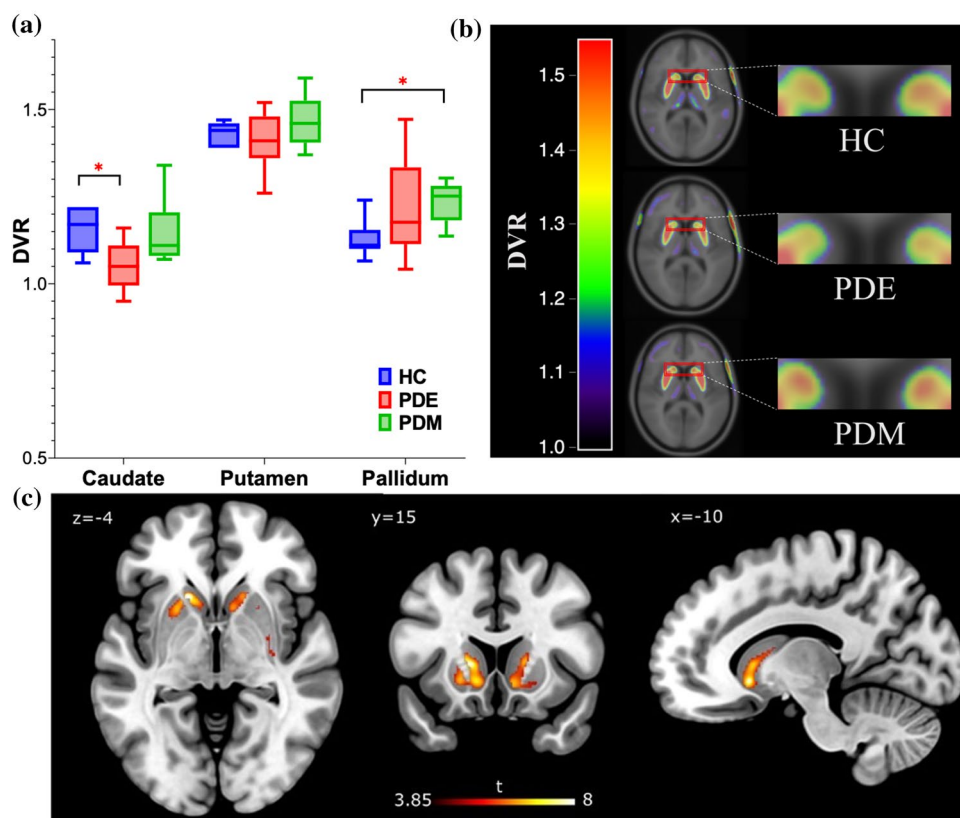 (a)
*
*
1.5
1.0
0.5
DVR
HC
PDE
PDM
Caudate
Putamen
Pallidum
(b)
DVR
1.5
1.4
1.3
1.2
1.1
1.0
HC
PDE
PDM
(c)
z=-4
y=15
x=-10
t
3.85
8